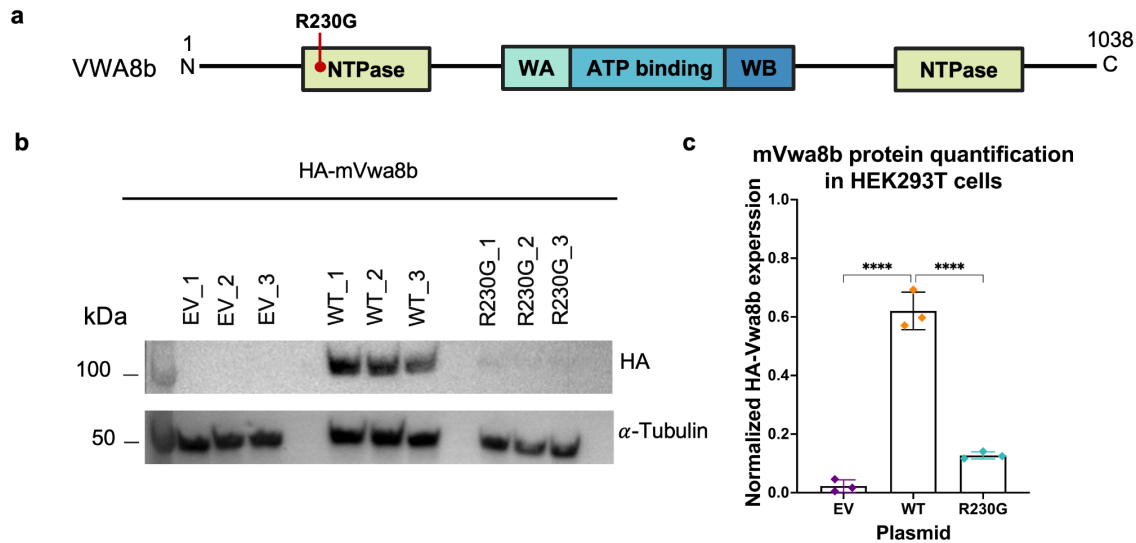 a
R230G
1
1038
VWA8b
N
NTPase
WA
ATP binding
WB
NTPase
C
b
HA-mVwa8b
kDa
EV_1
EV_2
EV_3
WT_1
WT_2
WT_3
R230G_1
R230G_2
R230G_3
100
HA
50
α-Tubulin
c
mVwa8b protein quantification
in HEK293T cells
Normalized HA-Vwa8b experssion
1.0
0.8
0.6
0.4
0.2
0.0
****
****
EV
WT
R230G
Plasmid